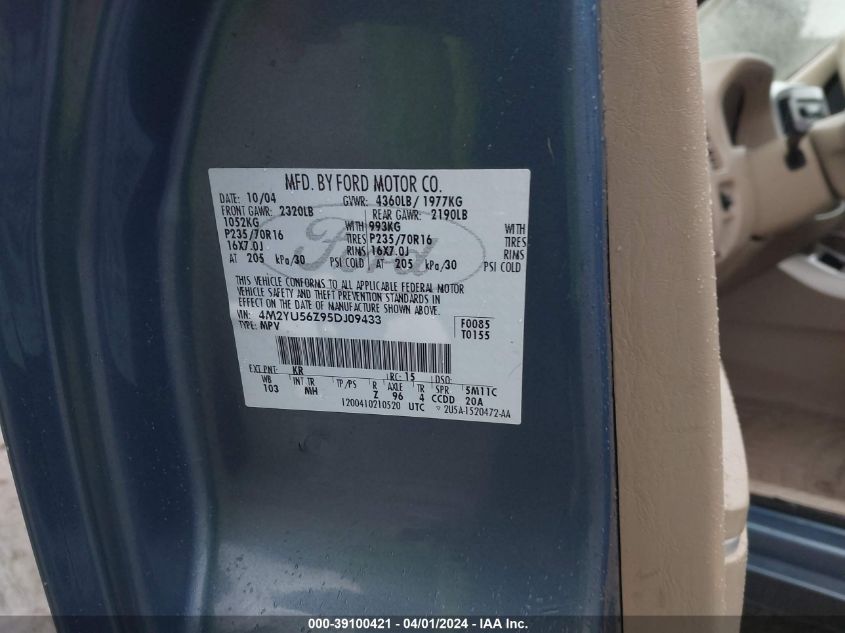 MFD. BY FORD MOTOR CO.
DATE: 10/04 GVWR: 4360LB/ 1977KG
FRONT GAWR: 2320LB REAR GAWR: 2190LB
1052KG WITH 993KG WITH
P235/70R16 TIRES P235/70R16 TIRES
16X7.0J RIMS 16X7.0J RIMS
AT 205 kPa/30 PSI COLD AT 205 kPa/30 PSI COLD
Ford
THIS VEHICLE CONFORMS TO ALL APPLICABLE FEDERAL MOTOR
VEHICLE SAFETY AND THEFT PREVENTION STANDARDS IN
EFFECT ON THE DATE OF MANUFACTURE SHOWN ABOVE.
VIN: 4M2YU56Z95DJ09433 F0085
TYPE: MPV T0155
EXT PNT: KR RC: 15 DSO:
WB INT TR TP/PS R AXLE TR SPR 5M11C
103 MH Z 96 4 CCDD 20A
1200410210520 UTC 2U5A-1520472-AA
000-39100421 - 04/01/2024 - IAA Inc.